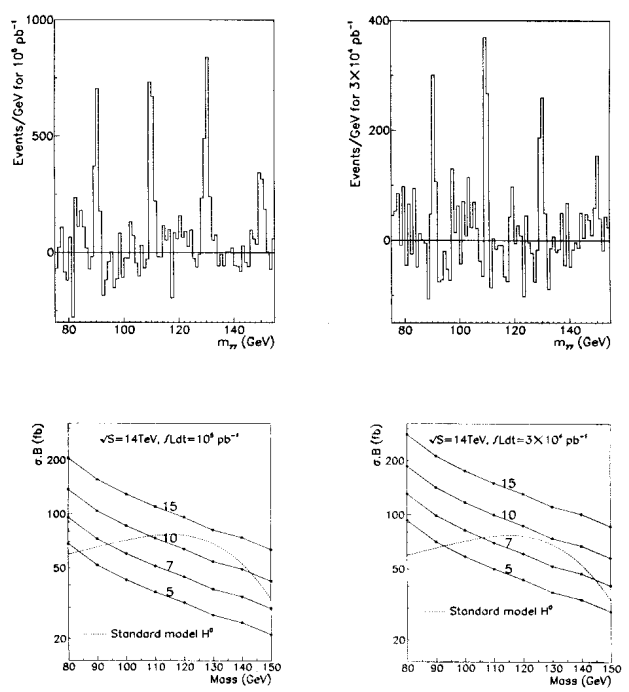 Events/GeV for 10⁵ pb⁻¹
1000
500
0
80
100
120
140
m_γγ (GeV)
Events/GeV for 3×10⁴ pb⁻¹
400
200
0
80
100
120
140
m_γγ (GeV)
σ.B (fb)
200
100
50
20
√S=14TeV, ∫Ldt=10⁵ pb⁻¹
15
10
7
5
Standard model H⁰
80 90 100 110 120 130 140 150
Mass (GeV)
σ.B (fb)
200
100
50
20
√S=14TeV, ∫Ldt=3×10⁴ pb⁻¹
15
10
7
5
Standard model H⁰
80 90 100 110 120 130 140 150
Mass (GeV)